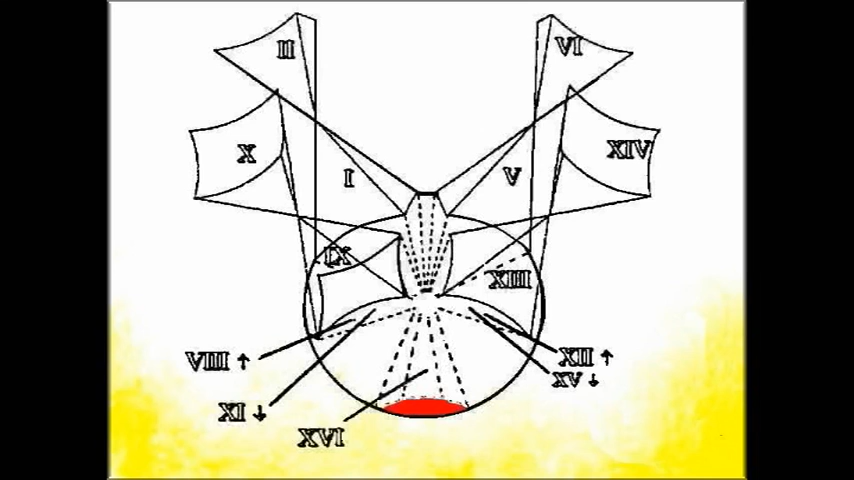 II VI
X XIV
I V
IX XIII
VIII ↑ XII ↑
XV ↓
XI ↓
XVI